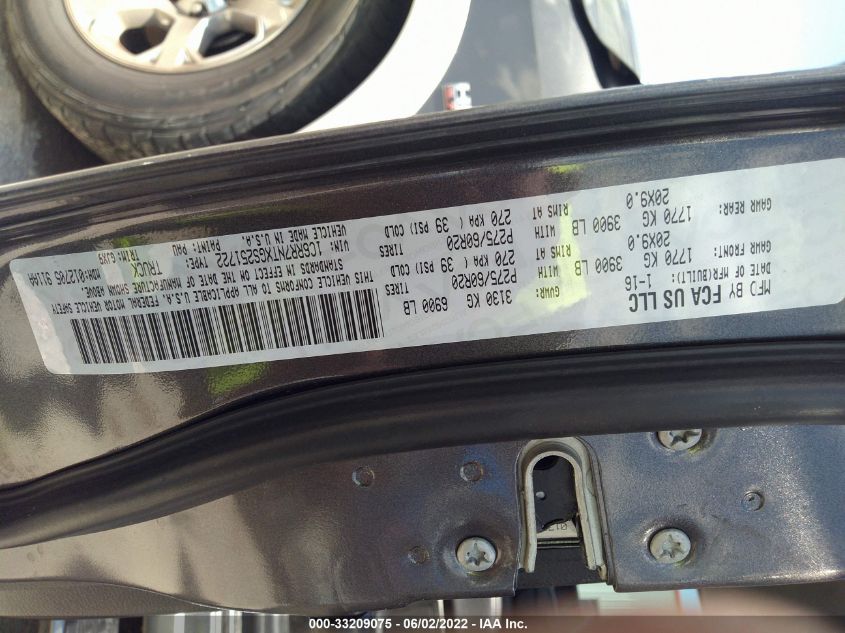 MFD BY FCA US LLC
DATE OF MFR(BUILT): 1-16 GVWR: 3130 KG 6900 LB
GAWR FRONT: 1770 KG 3900 LB WITH P275/60R20 TIRES
20X9.0 RIMS AT 270 KPA ( 39 PSI) COLD
GAWR REAR: 1770 KG 3900 LB WITH P275/60R20 TIRES
20X9.0 RIMS AT 270 KPA ( 39 PSI) COLD
THIS VEHICLE CONFORMS TO ALL APPLICABLE U.S.A. FEDERAL MOTOR VEHICLE SAFETY
STANDARDS IN EFFECT ON THE DATE OF MANUFACTURE SHOWN ABOVE.
VIN: 1C6RR7NTXGS251722 TYPE: TRUCK
VEHICLE MADE IN U.S.A. PAINT: PAU
000-33209075 - 06/02/2022 - IAA Inc.